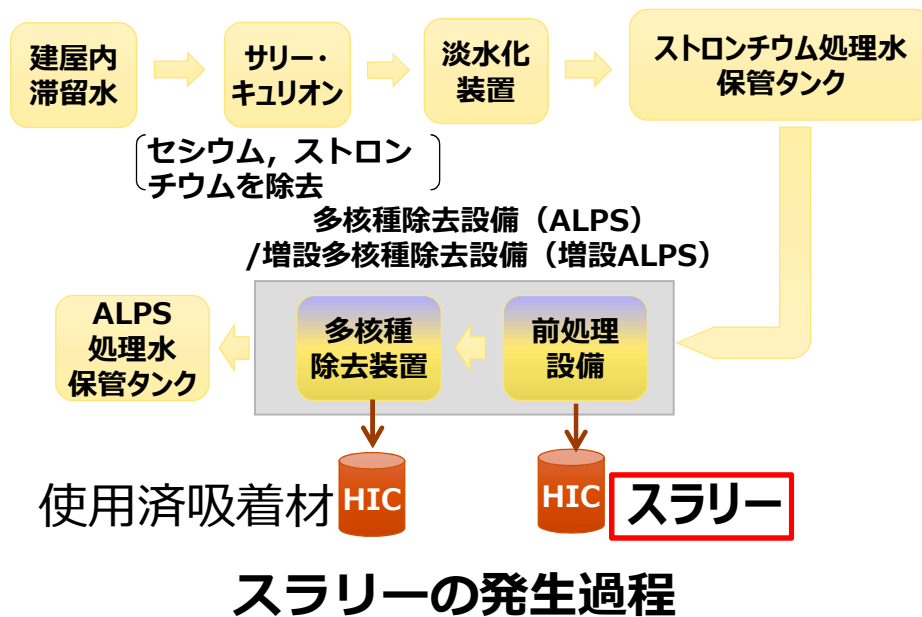 建屋内
滞留水
サリー・
キュリオン
淡水化
装置
ストロンチウム処理水
保管タンク
セシウム，ストロン
チウムを除去
多核種除去設備（ALPS）
/増設多核種除去設備（増設ALPS）
ALPS
処理水
保管タンク
多核種
除去装置
前処理
設備
使用済吸着材
HIC
HIC
スラリー
スラリーの発生過程